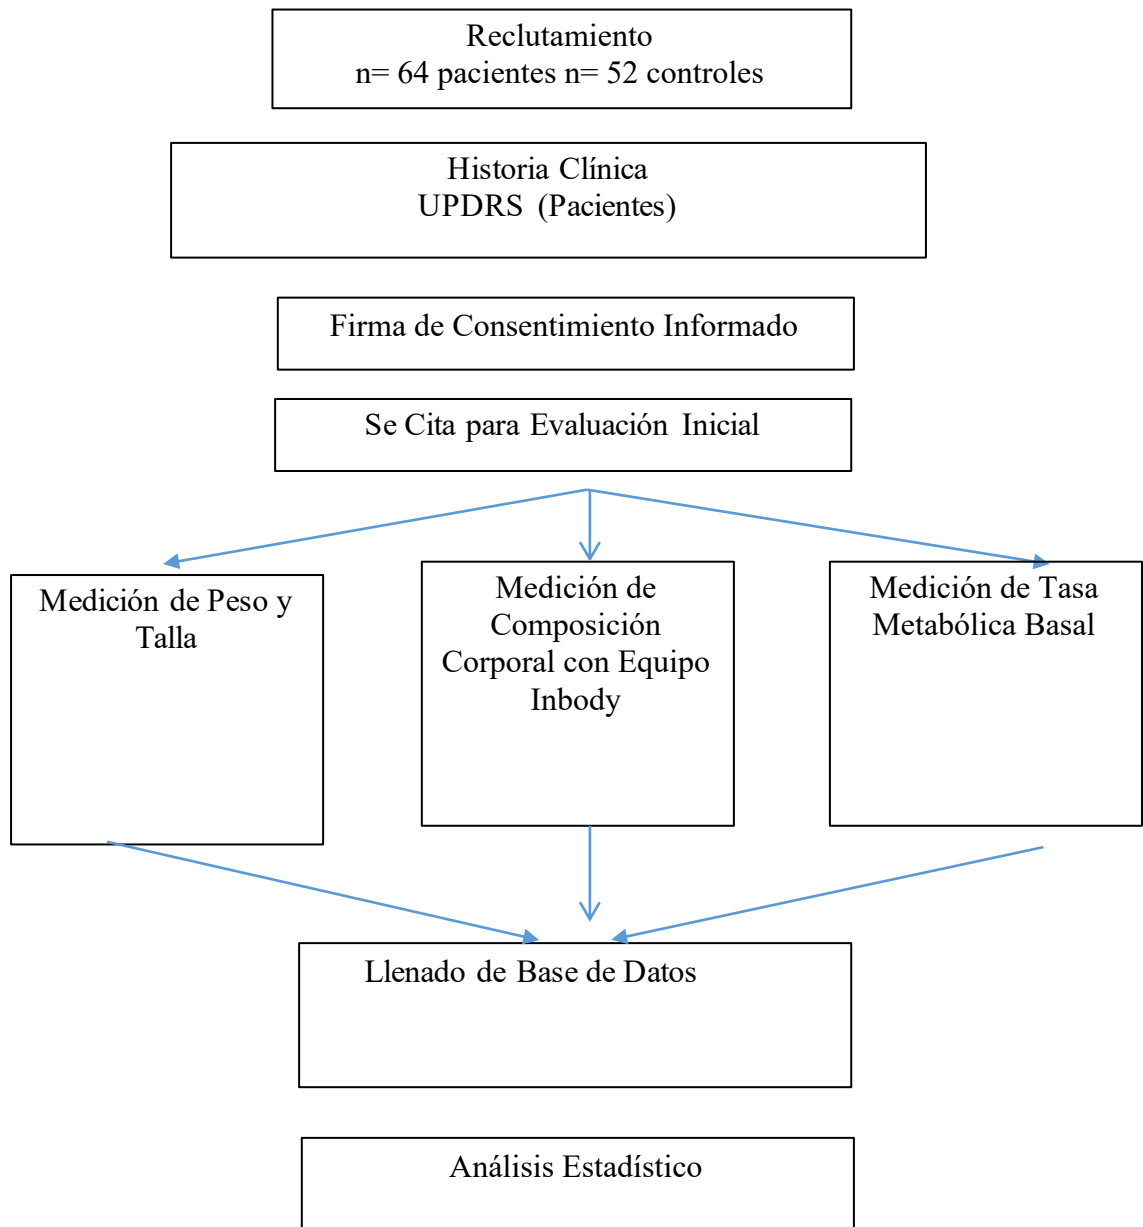 Reclutamiento
n= 64 pacientes n= 52 controles
Historia Clínica
UPDRS (Pacientes)
Firma de Consentimiento Informado
Se Cita para Evaluación Inicial
Medición de Peso y
Talla
Medición de
Composición
Corporal con Equipo
Inbody
Medición de Tasa
Metabólica Basal
Llenado de Base de Datos
Análisis Estadístico